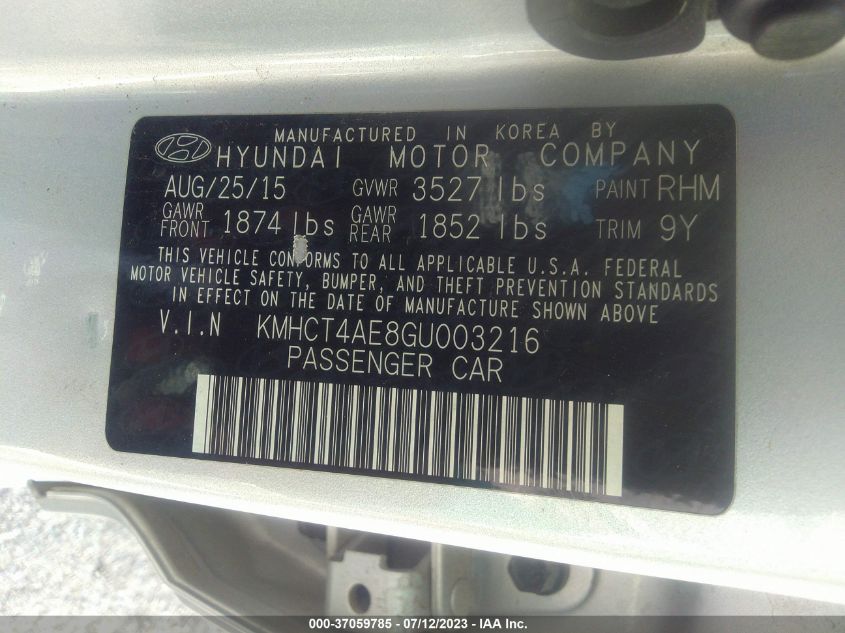 MANUFACTURED IN KOREA BY
HYUNDAI MOTOR COMPANY
AUG/25/15 GVWR 3527 lbs PAINT RHM
GAWR FRONT 1874 lbs GAWR REAR 1852 lbs TRIM 9Y
THIS VEHICLE CONFORMS TO ALL APPLICABLE U.S.A. FEDERAL
MOTOR VEHICLE SAFETY, BUMPER, AND THEFT PREVENTION STANDARDS
IN EFFECT ON THE DATE OF MANUFACTURE SHOWN ABOVE
V.I.N KMHCT4AE8GU003216
PASSENGER CAR
000-37059785 - 07/12/2023 - IAA Inc.